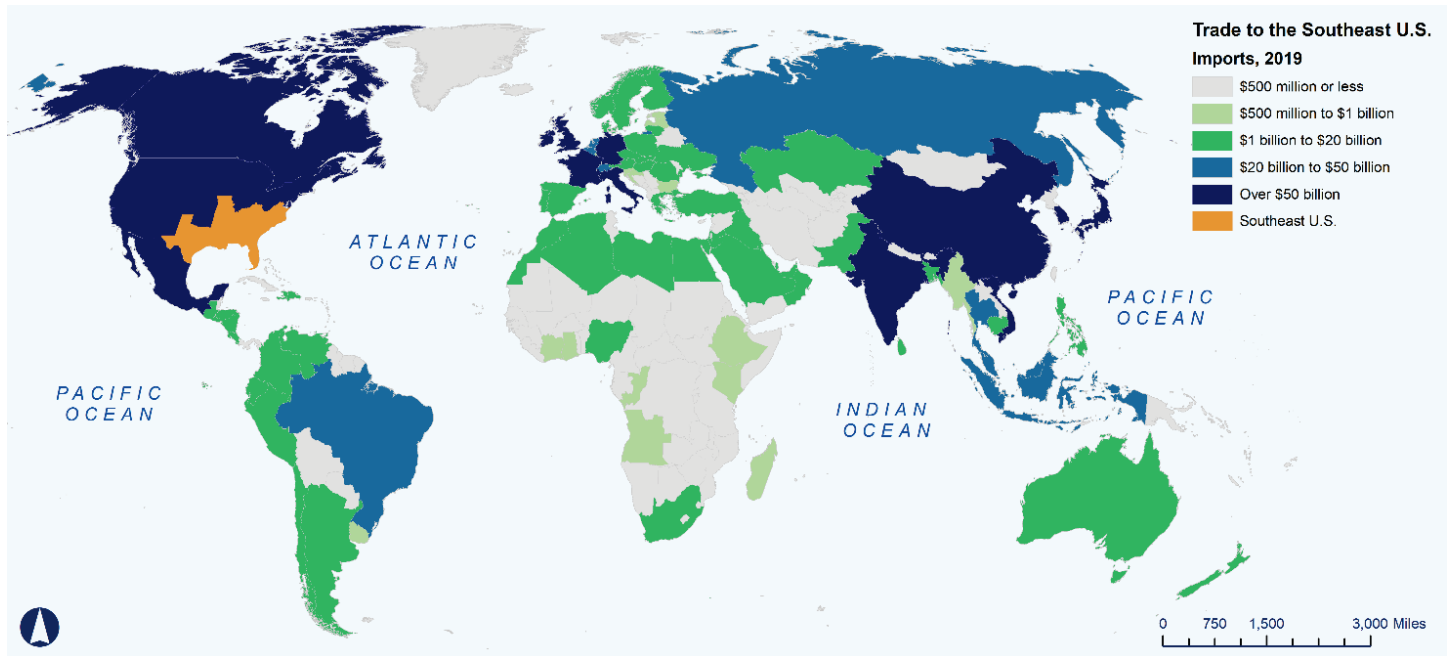 Trade to the Southeast U.S.
Imports, 2019
$500 million or less
$500 million to $1 billion
$1 billion to $20 billion
$20 billion to $50 billion
Over $50 billion
Southeast U.S.
ATLANTIC
OCEAN
PACIFIC
OCEAN
PACIFIC
OCEAN
INDIAN
OCEAN
0 750 1,500 3,000 Miles